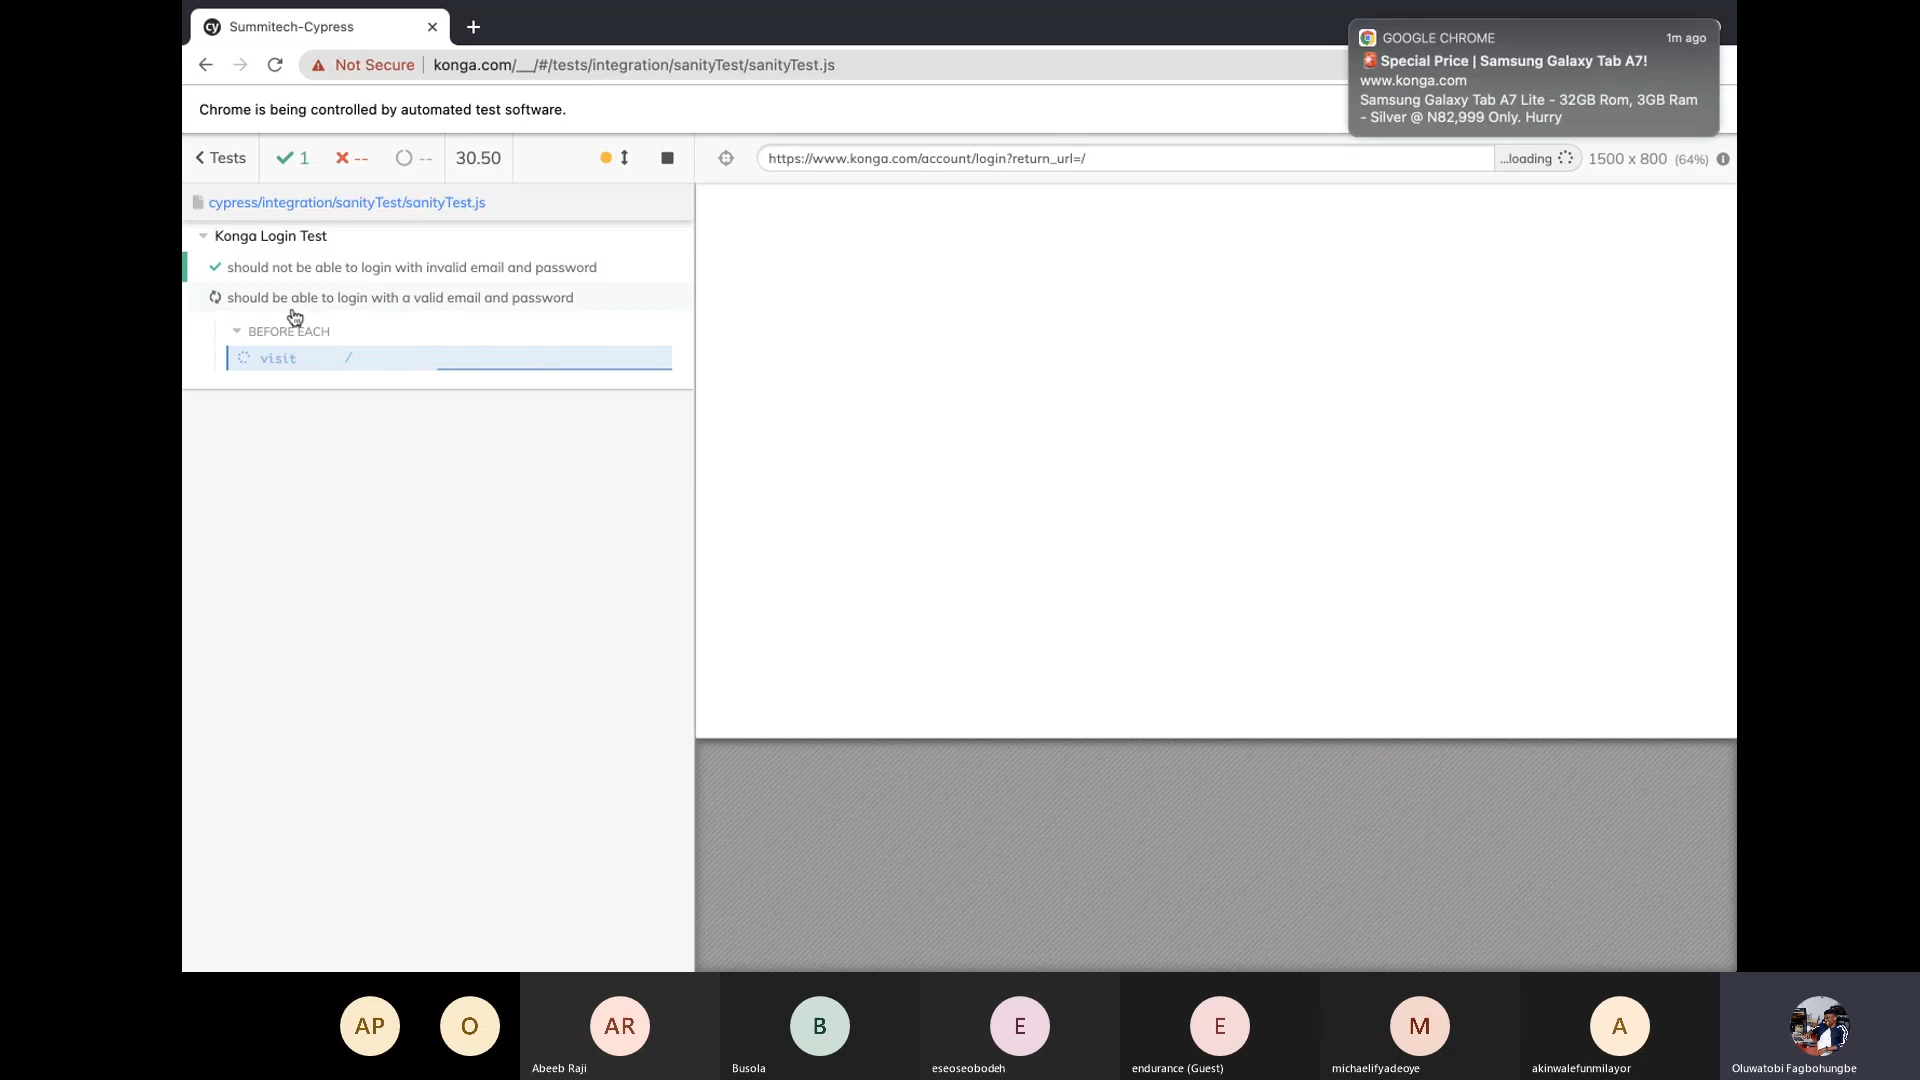 Summitech-Cypress
Not Secure konga.com/__/#/tests/integration/sanityTest/sanityTest.js
GOOGLE CHROME 1m ago
🚨Special Price | Samsung Galaxy Tab A7!
www.konga.com
Samsung Galaxy Tab A7 Lite - 32GB Rom, 3GB Ram
- Silver @ N82,999 Only. Hurry
Chrome is being controlled by automated test software.
Tests 1 -- -- 30.50
https://www.konga.com/account/login?return_url=/ ...loading 1500 x 800 (64%)
cypress/integration/sanityTest/sanityTest.js
Konga Login Test
should not be able to login with invalid email and password
should be able to login with a valid email and password
BEFORE EACH
visit /
AP
O
AR
B
E
E
M
A
Abeeb Raji
Busola
eseoseobodeh
endurance (Guest)
michaelifyadeoye
akinwalefunmilayor
Oluwatobi Fagbohungbe